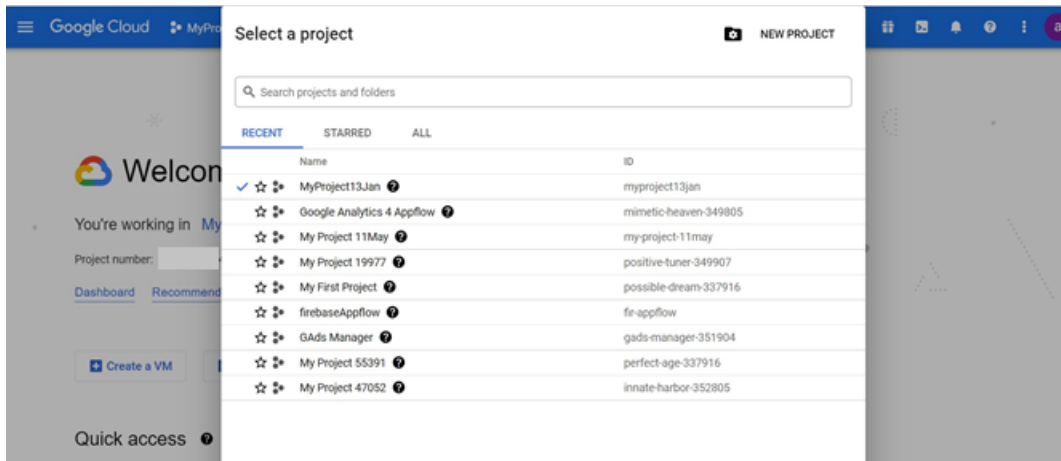 Google Cloud MyPro
Select a project
NEW PROJECT
a
Search projects and folders
RECENT STARRED ALL
Name ID
MyProject13Jan myproject13jan
Google Analytics 4 Appflow mimetic-heaven-349805
My Project 11May my-project-11may
My Project 19977 positive-tuner-349907
My First Project possible-dream-337916
firebaseAppflow fir-appflow
GAds Manager gads-manager-351904
My Project 55391 perfect-age-337916
My Project 47052 innate-harbor-352805
Welcon
You're working in My
Project number:
Dashboard Recommend
Create a VM
Quick access